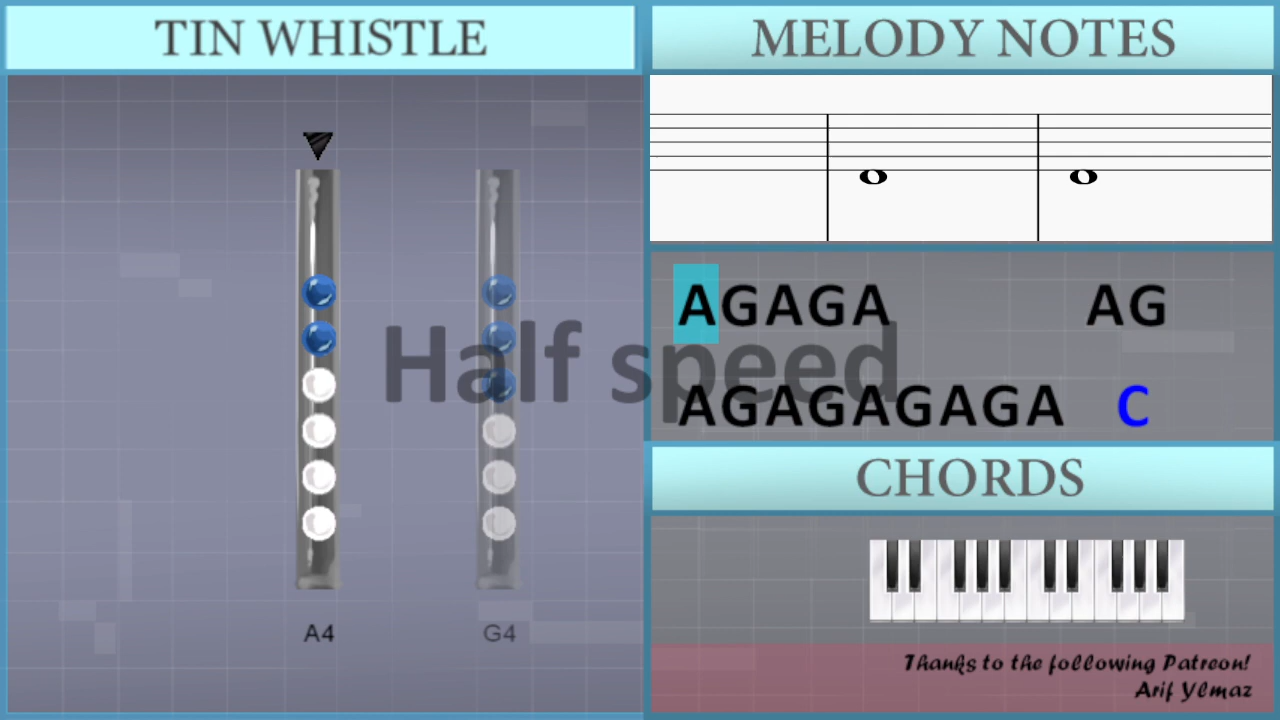 TIN WHISTLE
MELODY NOTES
AGAGA AG
Half speed
AGAGAGAGA C
CHORDS
A4 G4
Thanks to the following Patreon!
Arif Ylmaz